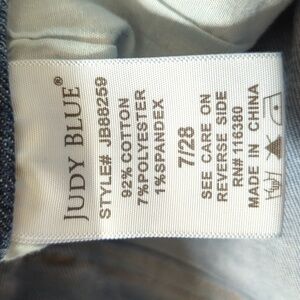 JUDY BLUE®
STYLE# JB88259
92% COTTON
7%POLYESTER
1%SPANDEX
7/28
SEE CARE ON
REVERSE SIDE
RN# 116380
MADE IN CHINA